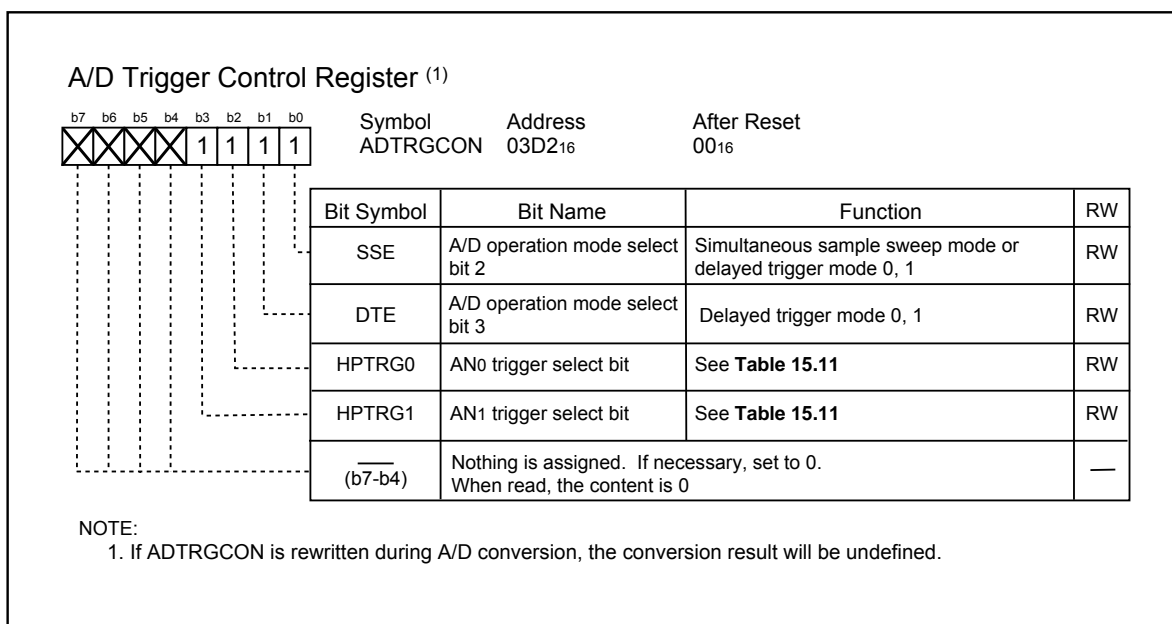 A/D Trigger Control Register (1)
b7 b6 b5 b4 b3 b2 b1 b0
1 1 1 1
Symbol Address After Reset
ADTRGCON 03D216 0016
Bit Symbol Bit Name Function RW
SSE A/D operation mode select bit 2 Simultaneous sample sweep mode or delayed trigger mode 0, 1 RW
DTE A/D operation mode select bit 3 Delayed trigger mode 0, 1 RW
HPTRG0 AN0 trigger select bit See Table 15.11 RW
HPTRG1 AN1 trigger select bit See Table 15.11 RW
(b7-b4) Nothing is assigned. If necessary, set to 0. When read, the content is 0 —
NOTE:
1. If ADTRGCON is rewritten during A/D conversion, the conversion result will be undefined.